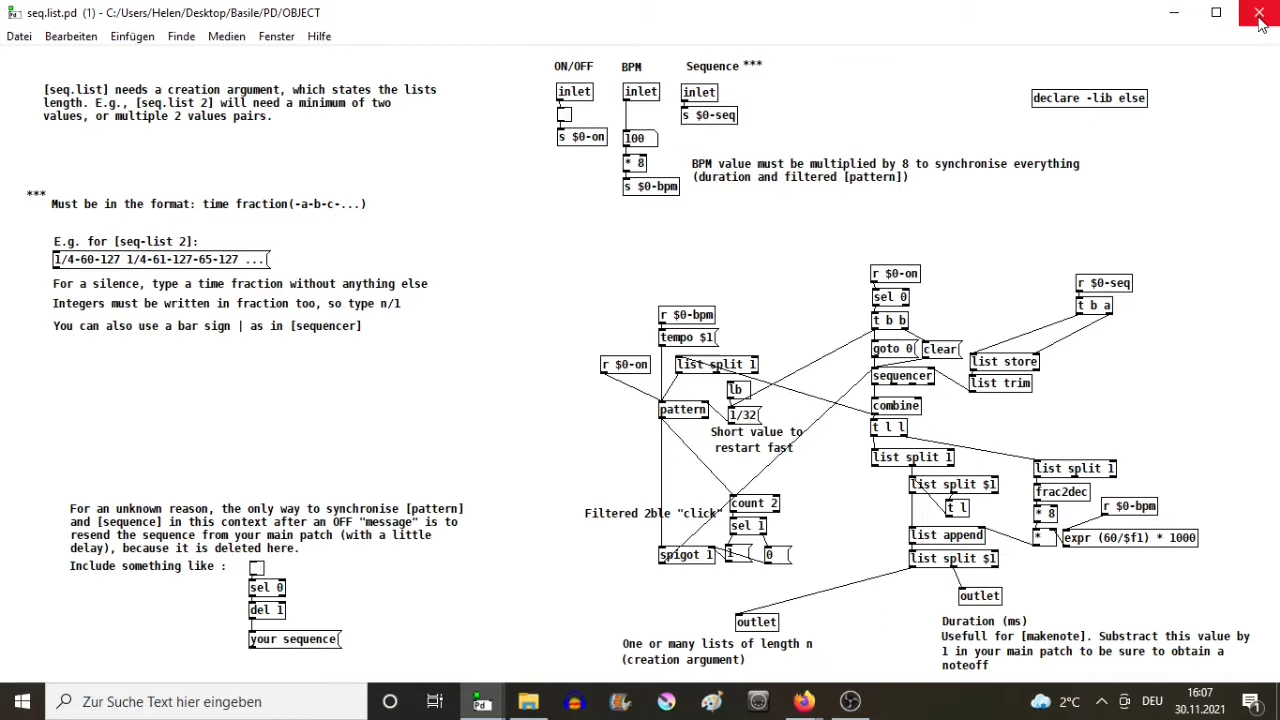 seq.list.pd (1) - C:/Users/Helen/Desktop/Basile/PD/OBJECT
Datei Bearbeiten Einfügen Finde Medien Fenster Hilfe
ON/OFF BPM Sequence ***
[seq.list] needs a creation argument, which states the lists
length. E.g., [seq.list 2] will need a minimum of two
values, or multiple 2 values pairs.
inlet inlet inlet
s $0-seq
s $0-on
100
* 8
s $0-bpm
declare -lib else
BPM value must be multiplied by 8 to synchronise everything
(duration and filtered [pattern])
***
Must be in the format: time fraction(-a-b-c-...)
E.g. for [seq-list 2]:
1/4-60-127 1/4-61-127-65-127 ...
For a silence, type a time fraction without anything else
Integers must be written in fraction too, so type n/1
You can also use a bar sign | as in [sequencer]
r $0-bpm
tempo $1
r $0-on
list split 1
lb
pattern
1/32
Short value to
restart fast
count 2
Filtered 2ble "click"
sel 1
spigot 1
1
0
r $0-on
sel 0
t b b
goto 0
clear
sequencer
combine
t l l
list split 1
list split $1
t l
list append
list split $1
r $0-seq
t b a
list store
list trim
list split 1
frac2dec
* 8
r $0-bpm
*
expr (60/$f1) * 1000
outlet
outlet
For an unknown reason, the only way to synchronise [pattern]
and [sequence] in this context after an OFF "message" is to
resend the sequence from your main patch (with a little
delay), because it is deleted here.
Include something like :
sel 0
del 1
your sequence
One or many lists of length n
(creation argument)
Duration (ms)
Usefull for [makenote]. Substract this value by
1 in your main patch to be sure to obtain a
noteoff
Zur Suche Text hier eingeben
Pd
2°C
DEU
16:07
30.11.2021
1